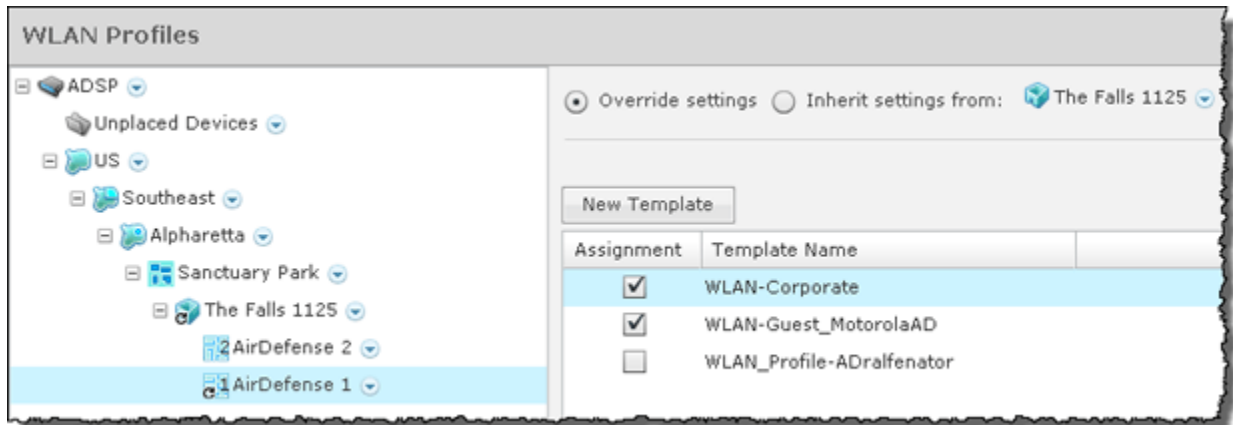 WLAN Profiles
ADSP
Unplaced Devices
US
Southeast
Alpharetta
Sanctuary Park
The Falls 1125
2 AirDefense 2
1 AirDefense 1
Override settings Inherit settings from: The Falls 1125
New Template
Assignment Template Name
WLAN-Corporate
WLAN-Guest_MotorolaAD
WLAN_Profile-ADralfenator